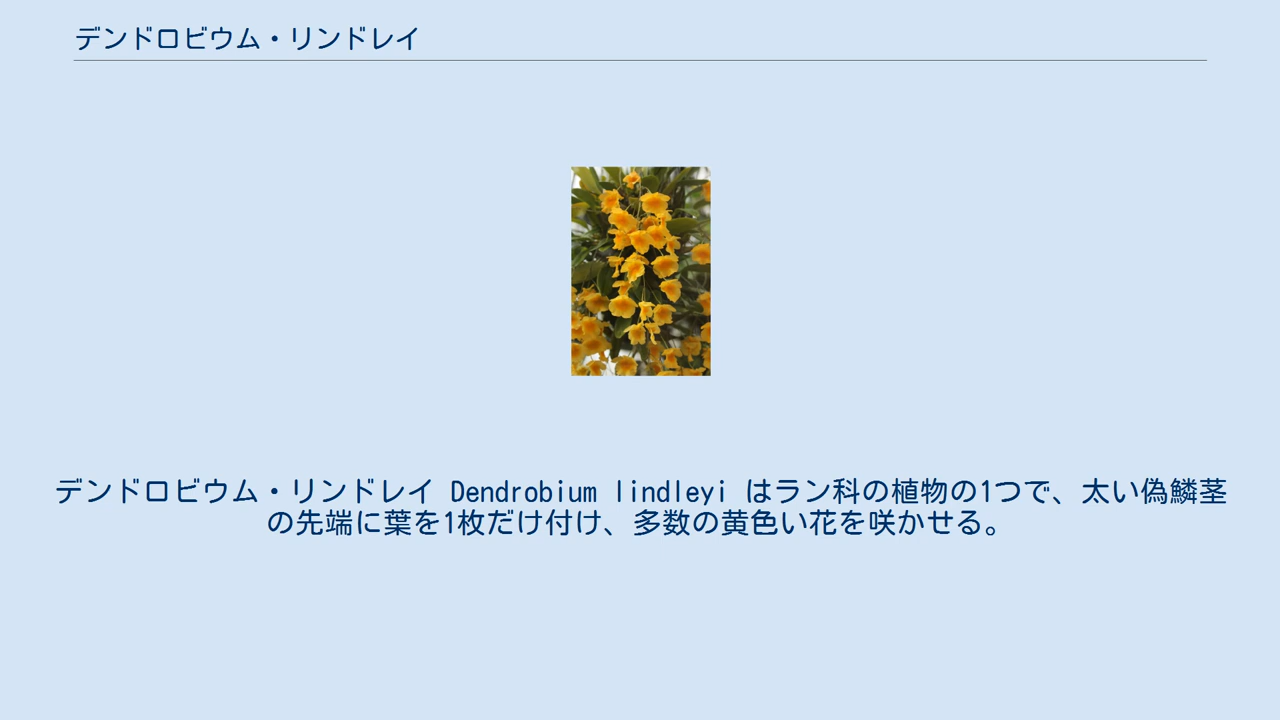 デンドロビウム・リンドレイ
デンドロビウム・リンドレイ Dendrobium lindleyi はラン科の植物の1つで、太い偽鱗茎
の先端に葉を1枚だけ付け、多数の黄色い花を咲かせる。